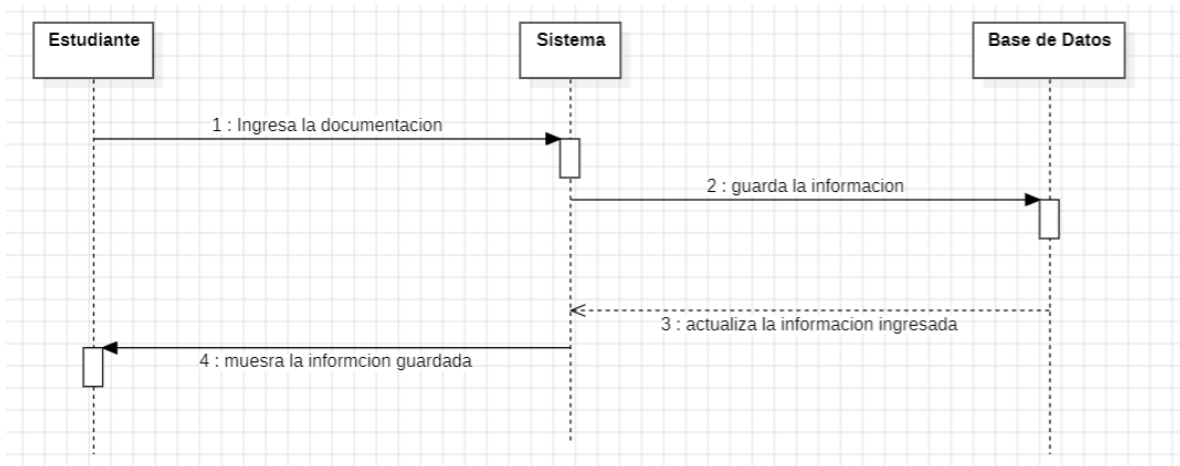 Estudiante
Sistema
Base de Datos
1 : Ingresa la documentacion
2 : guarda la informacion
3 : actualiza la informacion ingresada
4 : muesra la informcion guardada